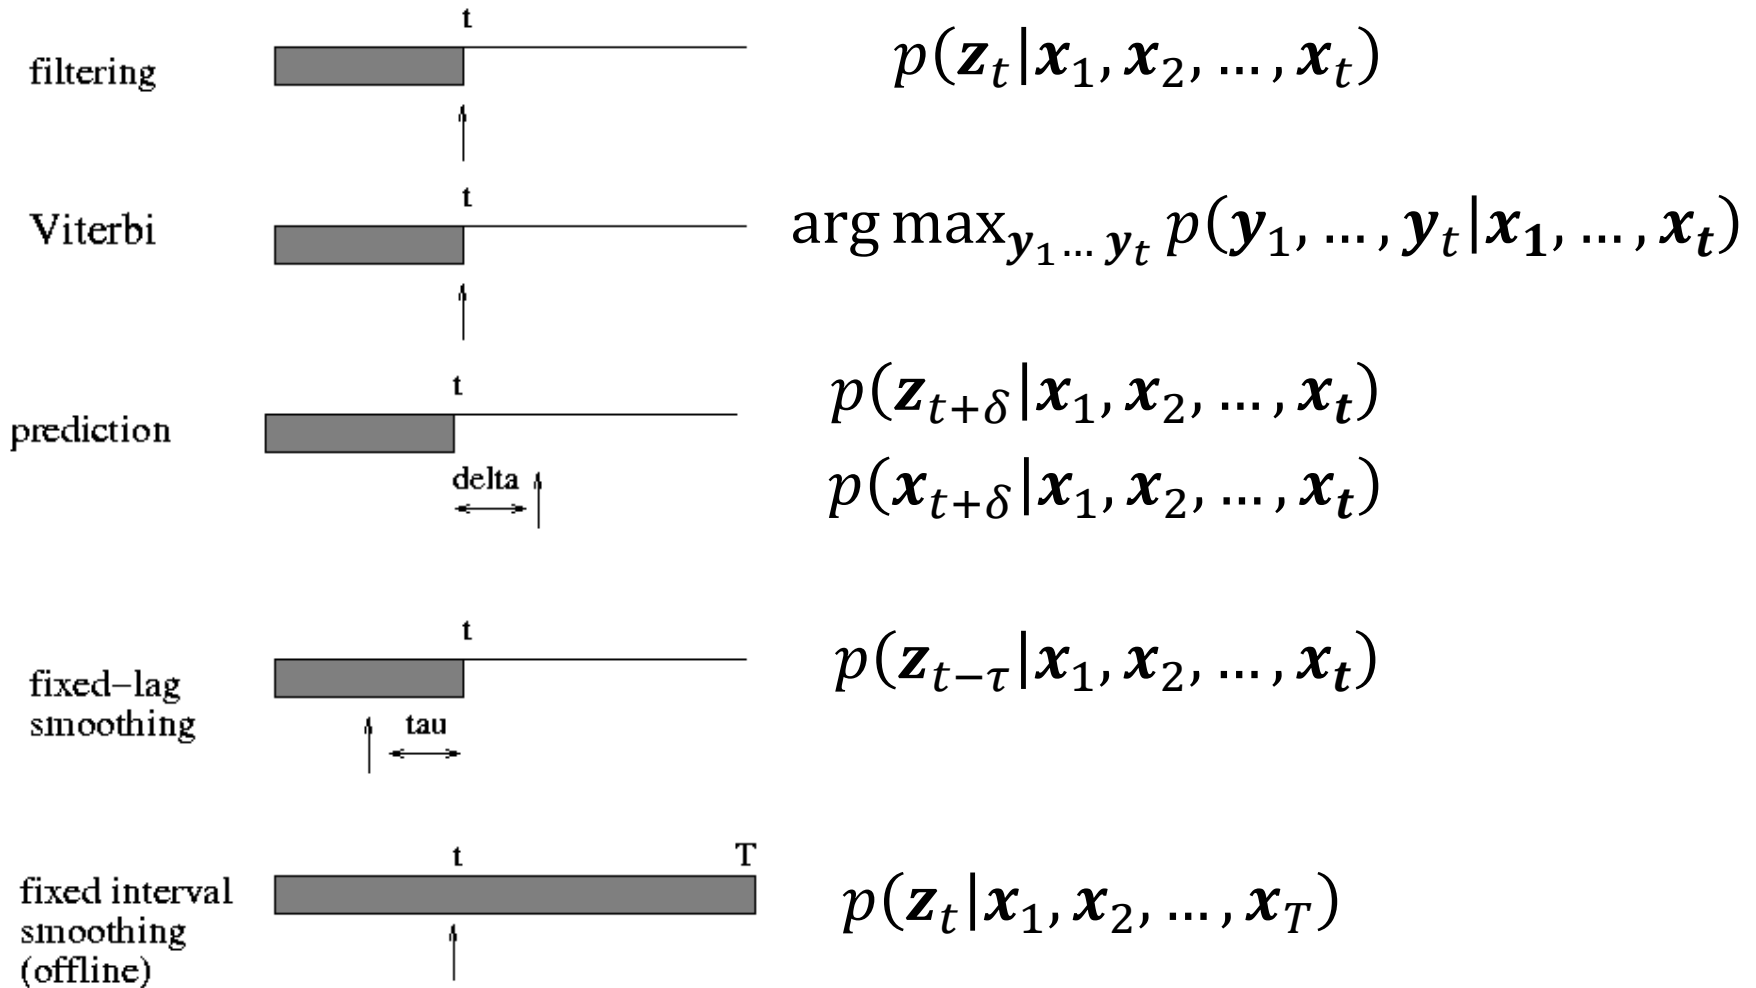 t
filtering
p(z_t|x_1, x_2, …, x_t)
t
Viterbi
arg max_{y_1… y_t} p(y_1, …, y_t|x_1, …, x_t)
t
prediction
p(z_{t+δ}|x_1, x_2, …, x_t)
delta
p(x_{t+δ}|x_1, x_2, …, x_t)
t
fixed–lag
smoothing
p(z_{t−τ}|x_1, x_2, …, x_t)
tau
t
T
fixed interval
smoothing
(offline)
p(z_t|x_1, x_2, …, x_T)